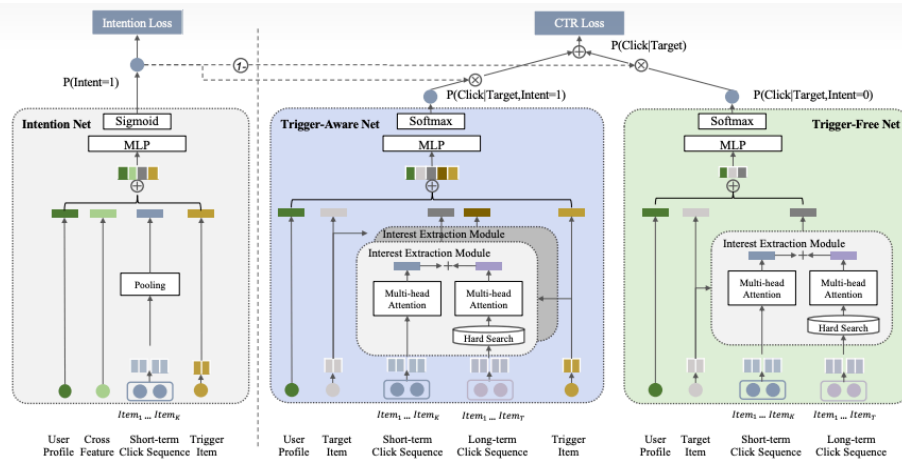 Intention Loss
CTR Loss
P(Click|Target)
1-
P(Intent=1)
P(Click|Target,Intent=1)
P(Click|Target,Intent=0)
Intention Net
Sigmoid
MLP
Pooling
Item1 ... ItemK
User Profile
Cross Feature
Short-term Click Sequence
Trigger Item
Trigger-Aware Net
Softmax
MLP
Interest Extraction Module
Interest Extraction Module
Multi-head Attention
Multi-head Attention
Hard Search
Item1 ... ItemK
Item1 ... ItemT
User Profile
Target Item
Short-term Click Sequence
Long-term Click Sequence
Trigger Item
Trigger-Free Net
Softmax
MLP
Interest Extraction Module
Multi-head Attention
Multi-head Attention
Hard Search
Item1 ... ItemK
Item1 ... ItemT
User Profile
Target Item
Short-term Click Sequence
Long-term Click Sequence